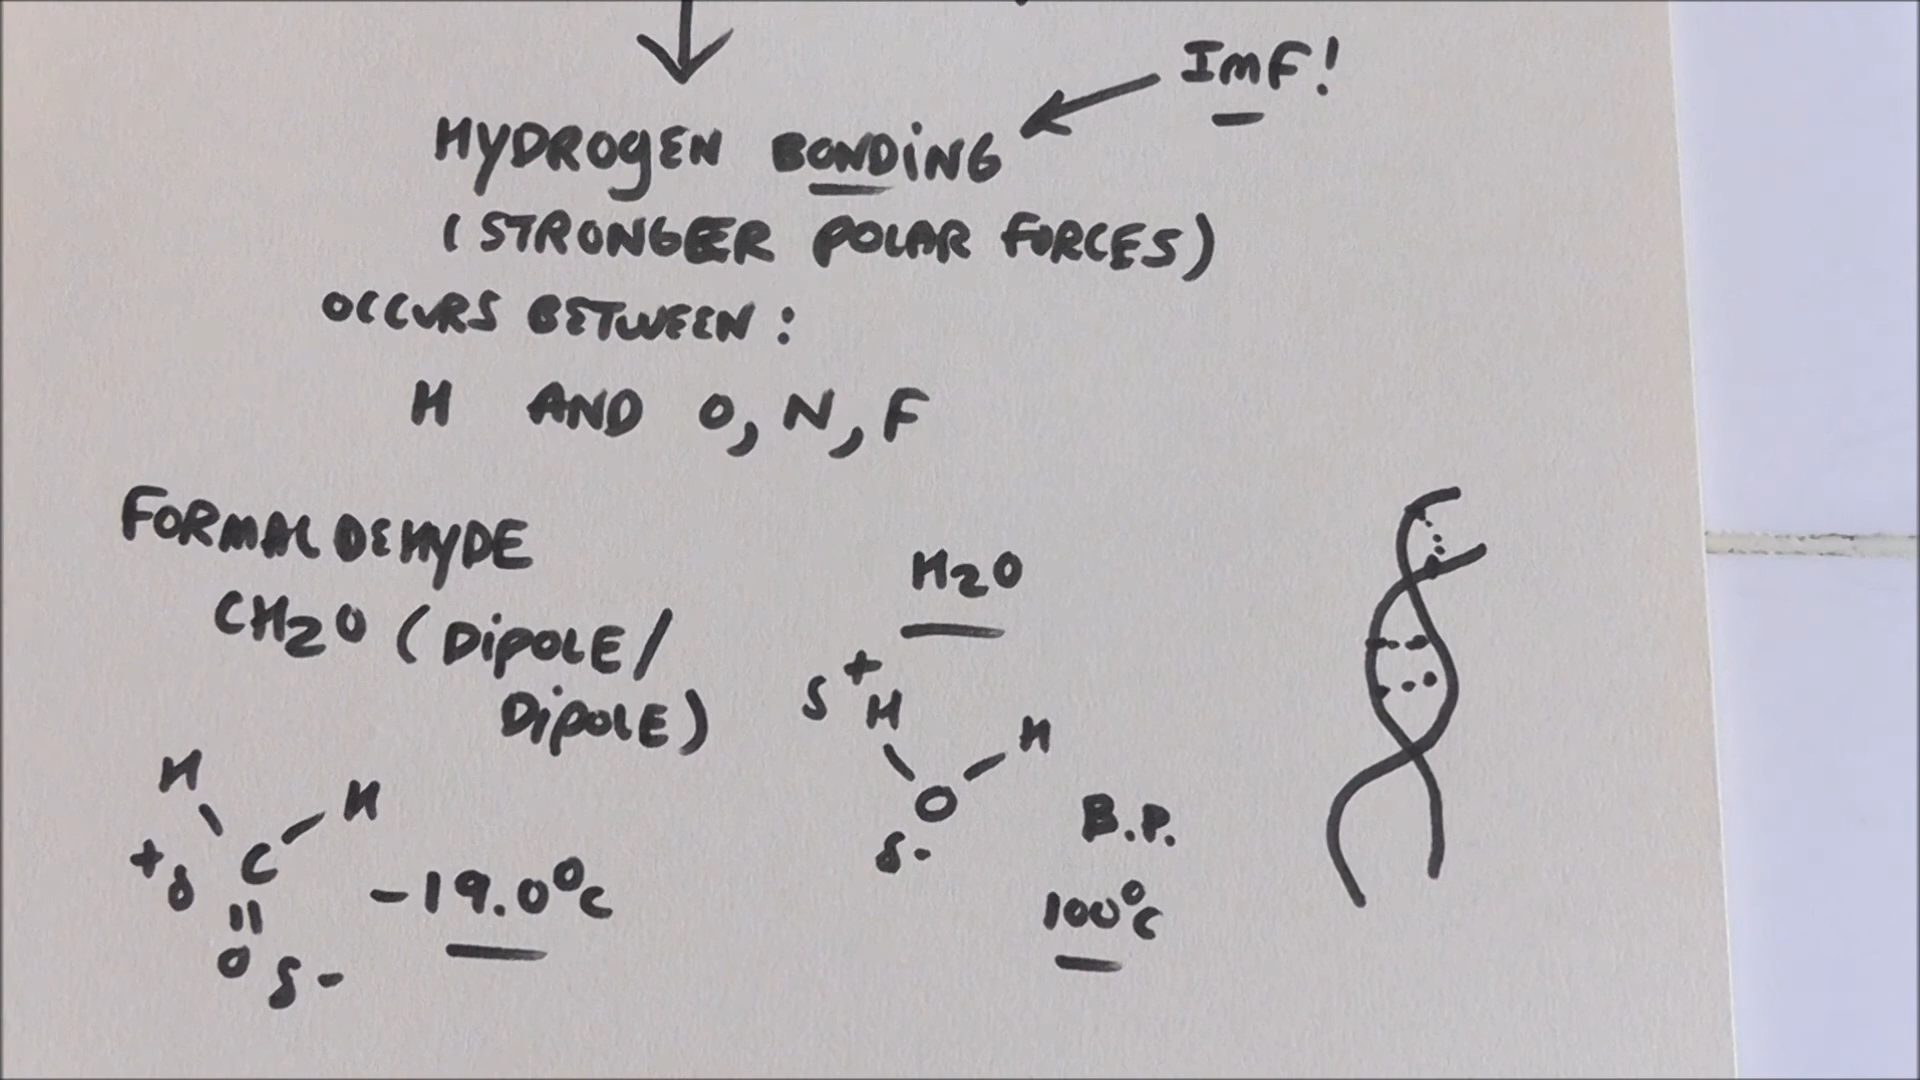 IMF!
HYDROGEN BONDING
(STRONGER POLAR FORCES)
OCCURS BETWEEN:
H AND O, N, F
FORMALDEHYDE
CH2O (DIPOLE/
DIPOLE)
H H
+δ C
O δ-
-19.0°C
H2O
δ+
H H
O
δ-
B.P.
100°C